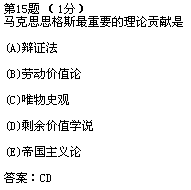 第15题 (1分)
马克思恩格斯最重要的理论贡献是
(A)辩证法
(B)劳动价值论
(C)唯物史观
(D)剩余价值学说
(E)帝国主义论
答案：CD